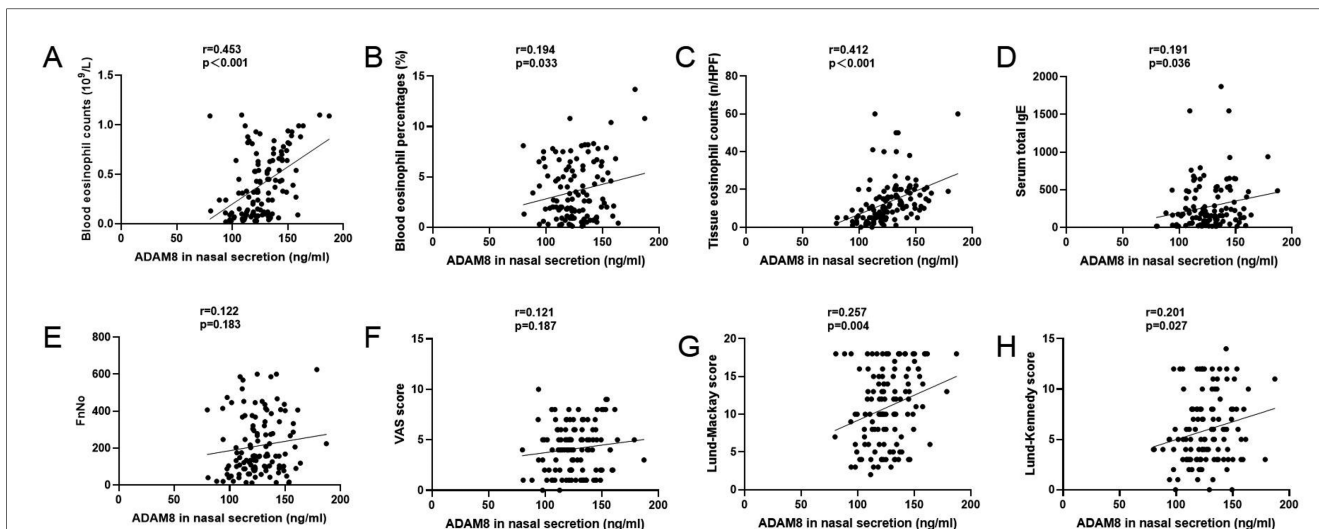 A
r=0.453
p<0.001
Blood eosinophil counts (10⁹/L)
1.5
1.0
0.5
0.0
0 50 100 150 200
ADAM8 in nasal secretion (ng/ml)
B
r=0.194
p=0.033
Blood eosinophil percentages (%)
15
10
5
0
0 50 100 150 200
ADAM8 in nasal secretion (ng/ml)
C
r=0.412
p<0.001
Tissue eosinophil counts (n/HPF)
80
60
40
20
0
0 50 100 150 200
ADAM8 in nasal secretion (ng/ml)
D
r=0.191
p=0.036
Serum total IgE
2000
1500
1000
500
0
0 50 100 150 200
ADAM8 in nasal secretion (ng/ml)
E
r=0.122
p=0.183
FnNo
800
600
400
200
0
0 50 100 150 200
ADAM8 in nasal secretion (ng/ml)
F
r=0.121
p=0.187
VAS score
15
10
5
0
0 50 100 150 200
ADAM8 in nasal secretion (ng/ml)
G
r=0.257
p=0.004
Lund-Mackay score
20
15
10
5
0
0 50 100 150 200
ADAM8 in nasal secretion (ng/ml)
H
r=0.201
p=0.027
Lund-Kennedy score
15
10
5
0
0 50 100 150 200
ADAM8 in nasal secretion (ng/ml)